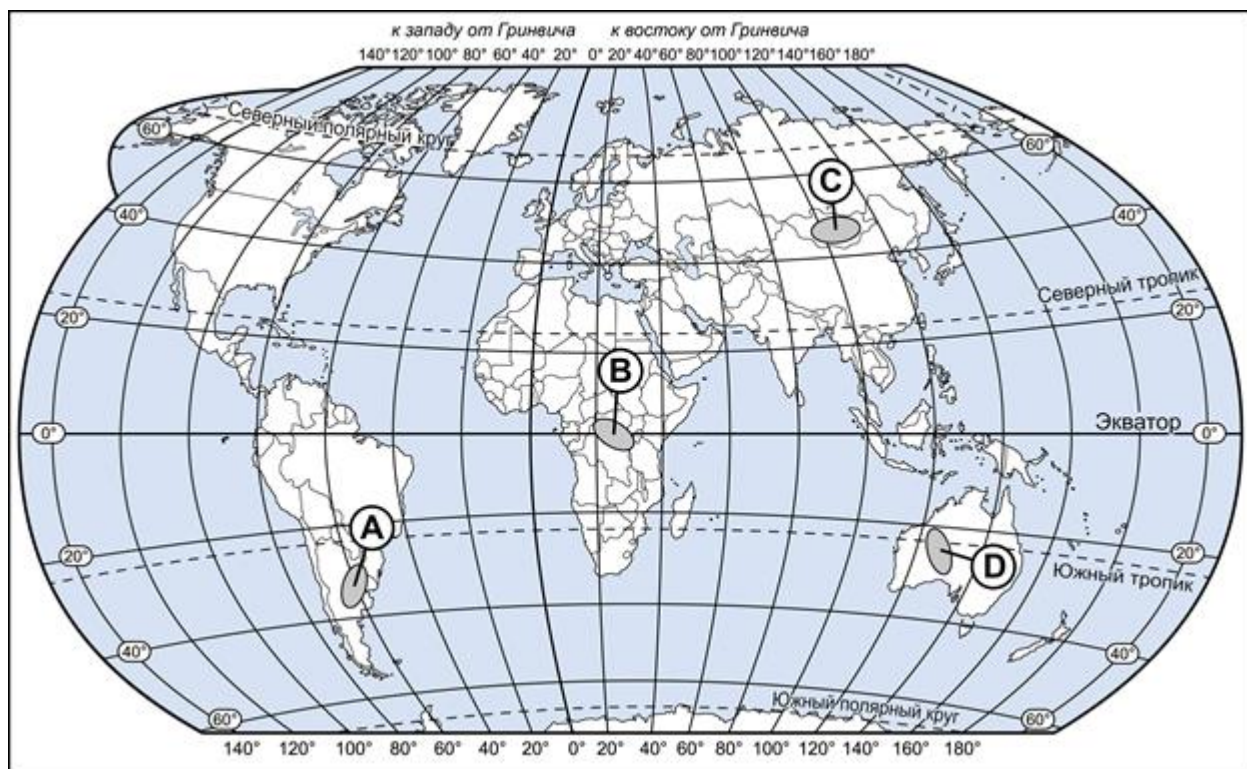 к западу от Гринвича к востоку от Гринвича
140° 120° 100° 80° 60° 40° 20° 0° 20° 40° 60° 80° 100° 120° 140° 160° 180°
Северный полярный круг
60° 60°
C
40° 40°
Северный тропик
20° 20°
B
Экватор
0° 0°
A
D
20° 20°
Южный тропик
40° 40°
Южный полярный круг
60° 60°
140° 120° 100° 80° 60° 40° 20° 0° 20° 40° 60° 80° 100° 120° 140° 160° 180°